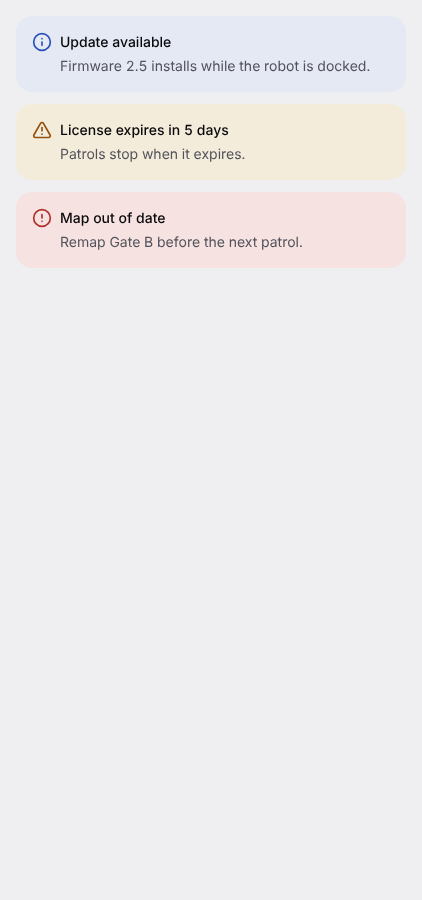 Update available
Firmware 2.5 installs while the robot is docked.
License expires in 5 days
Patrols stop when it expires.
Map out of date
Remap Gate B before the next patrol.